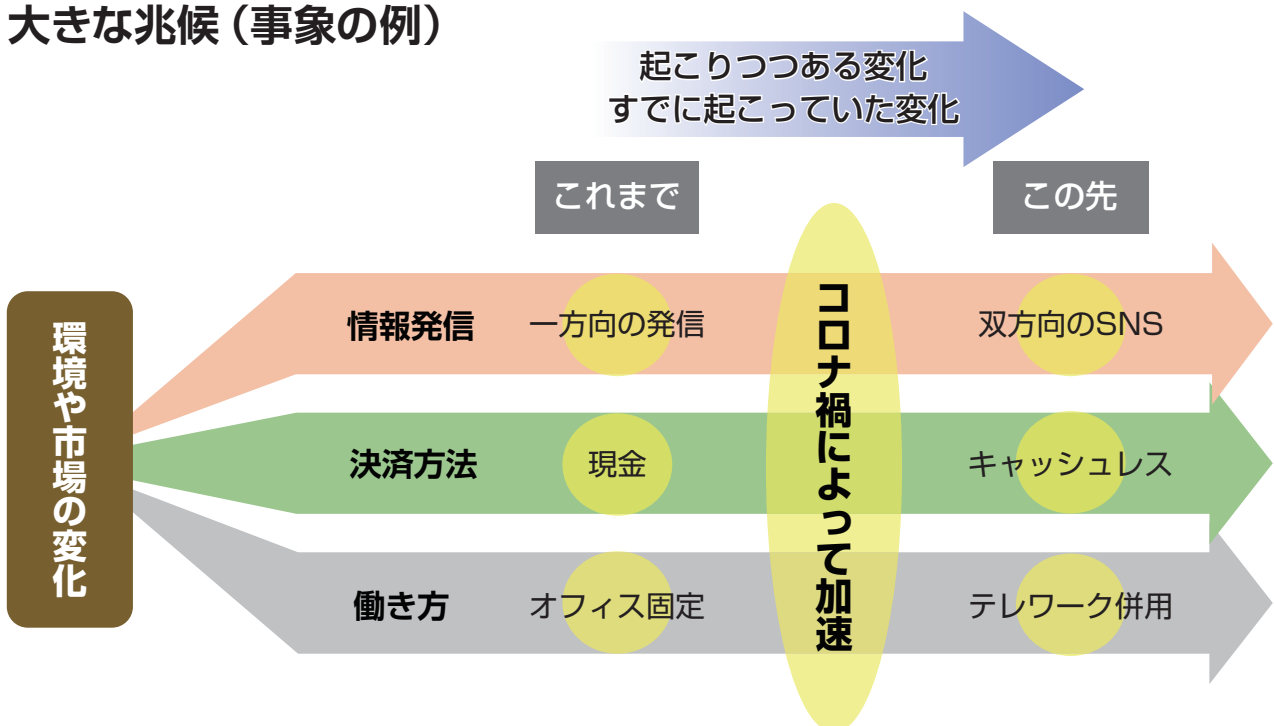 大きな兆候（事象の例）
起こりつつある変化
すでに起こっていた変化
これまで
この先
環境や市場の変化
情報発信
一方向の発信
コロナ禍によって加速
双方向のSNS
決済方法
現金
キャッシュレス
働き方
オフィス固定
テレワーク併用